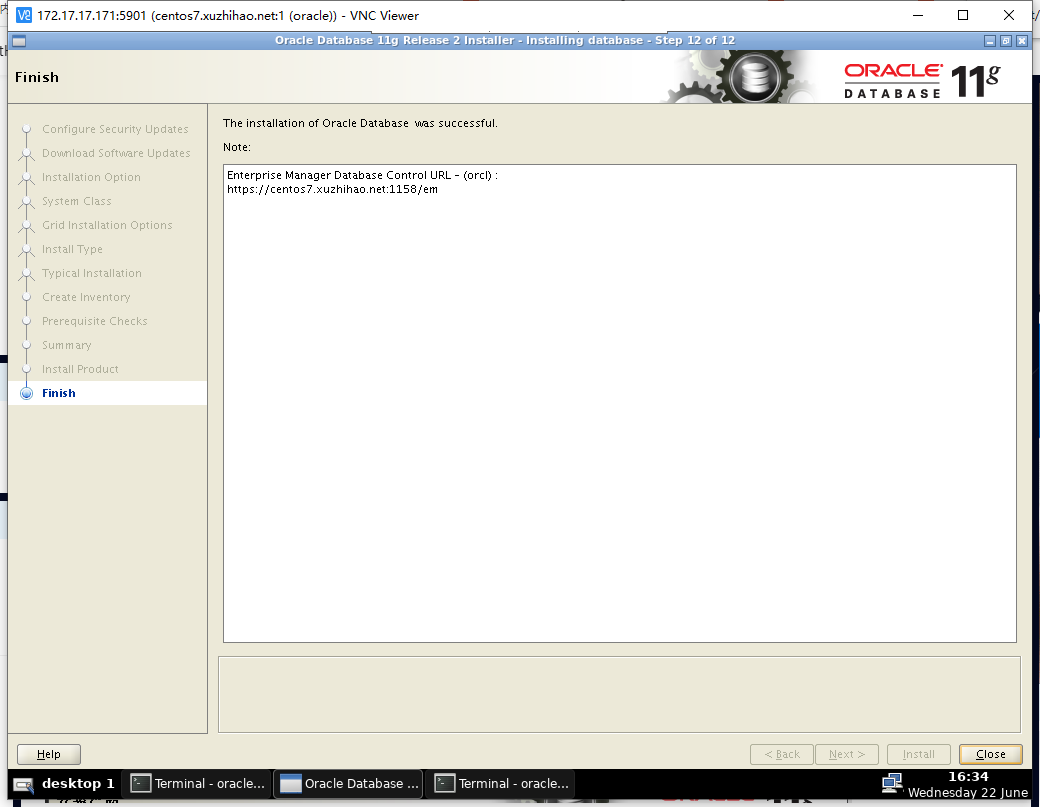 172.17.17.171:5901 (centos7.xuzhihao.net:1 (oracle)) - VNC Viewer
Oracle Database 11g Release 2 Installer - Installing database - Step 12 of 12
Finish
ORACLE
DATABASE
11g
Configure Security Updates
Download Software Updates
Installation Option
System Class
Grid Installation Options
Install Type
Typical Installation
Create Inventory
Prerequisite Checks
Summary
Install Product
Finish
The installation of Oracle Database was successful.
Note:
Enterprise Manager Database Control URL - (orcl) :
https://centos7.xuzhihao.net:1158/em
Help
< Back
Next >
Install
Close
desktop 1
Terminal - oracle...
Oracle Database ...
Terminal - oracle...
16:34
Wednesday 22 June